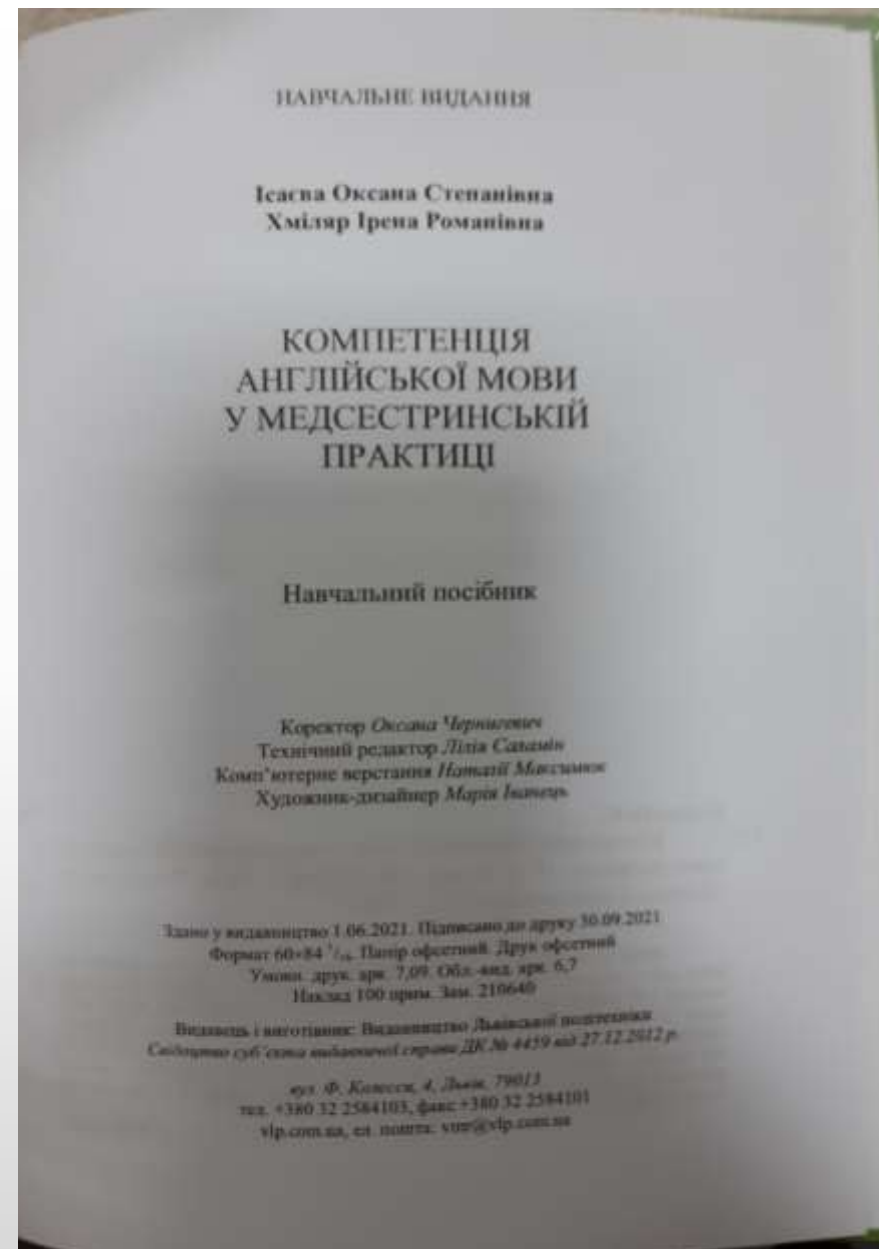 НАВЧАЛЬНЕ ВИДАННЯ
Ісаєва Оксана Степанівна
Хміляр Ірена Романівна
КОМПЕТЕНЦІЯ
АНГЛІЙСЬКОЇ МОВИ
У МЕДСЕСТРИНСЬКІЙ
ПРАКТИЦІ
Навчальний посібник
Коректор Оксана Чернигевич
Технічний редактор Лілія Саламін
Комп’ютерне верстання Наталії Максимюк
Художник-дизайнер Марія Іванець
Здано у видавництво 1.06.2021. Підписано до друку 30.09.2021
Формат 60×84 ¹/₁₆. Папір офсетний. Друк офсетний
Умовн. друк. арк. 7,09. Обл.-вид. арк. 6,7
Наклад 100 прим. Зам. 210640
Видавець і виготівник: Видавництво Львівської політехніки
Свідоцтво суб’єкта видавничої справи ДК № 4459 від 27.12.2012 р.
вул. Ф. Колесси, 4, Львів, 79013
тел. +380 32 2584103, факс +380 32 2584101
vlp.com.ua, ел. пошта: vmr@vlp.com.ua